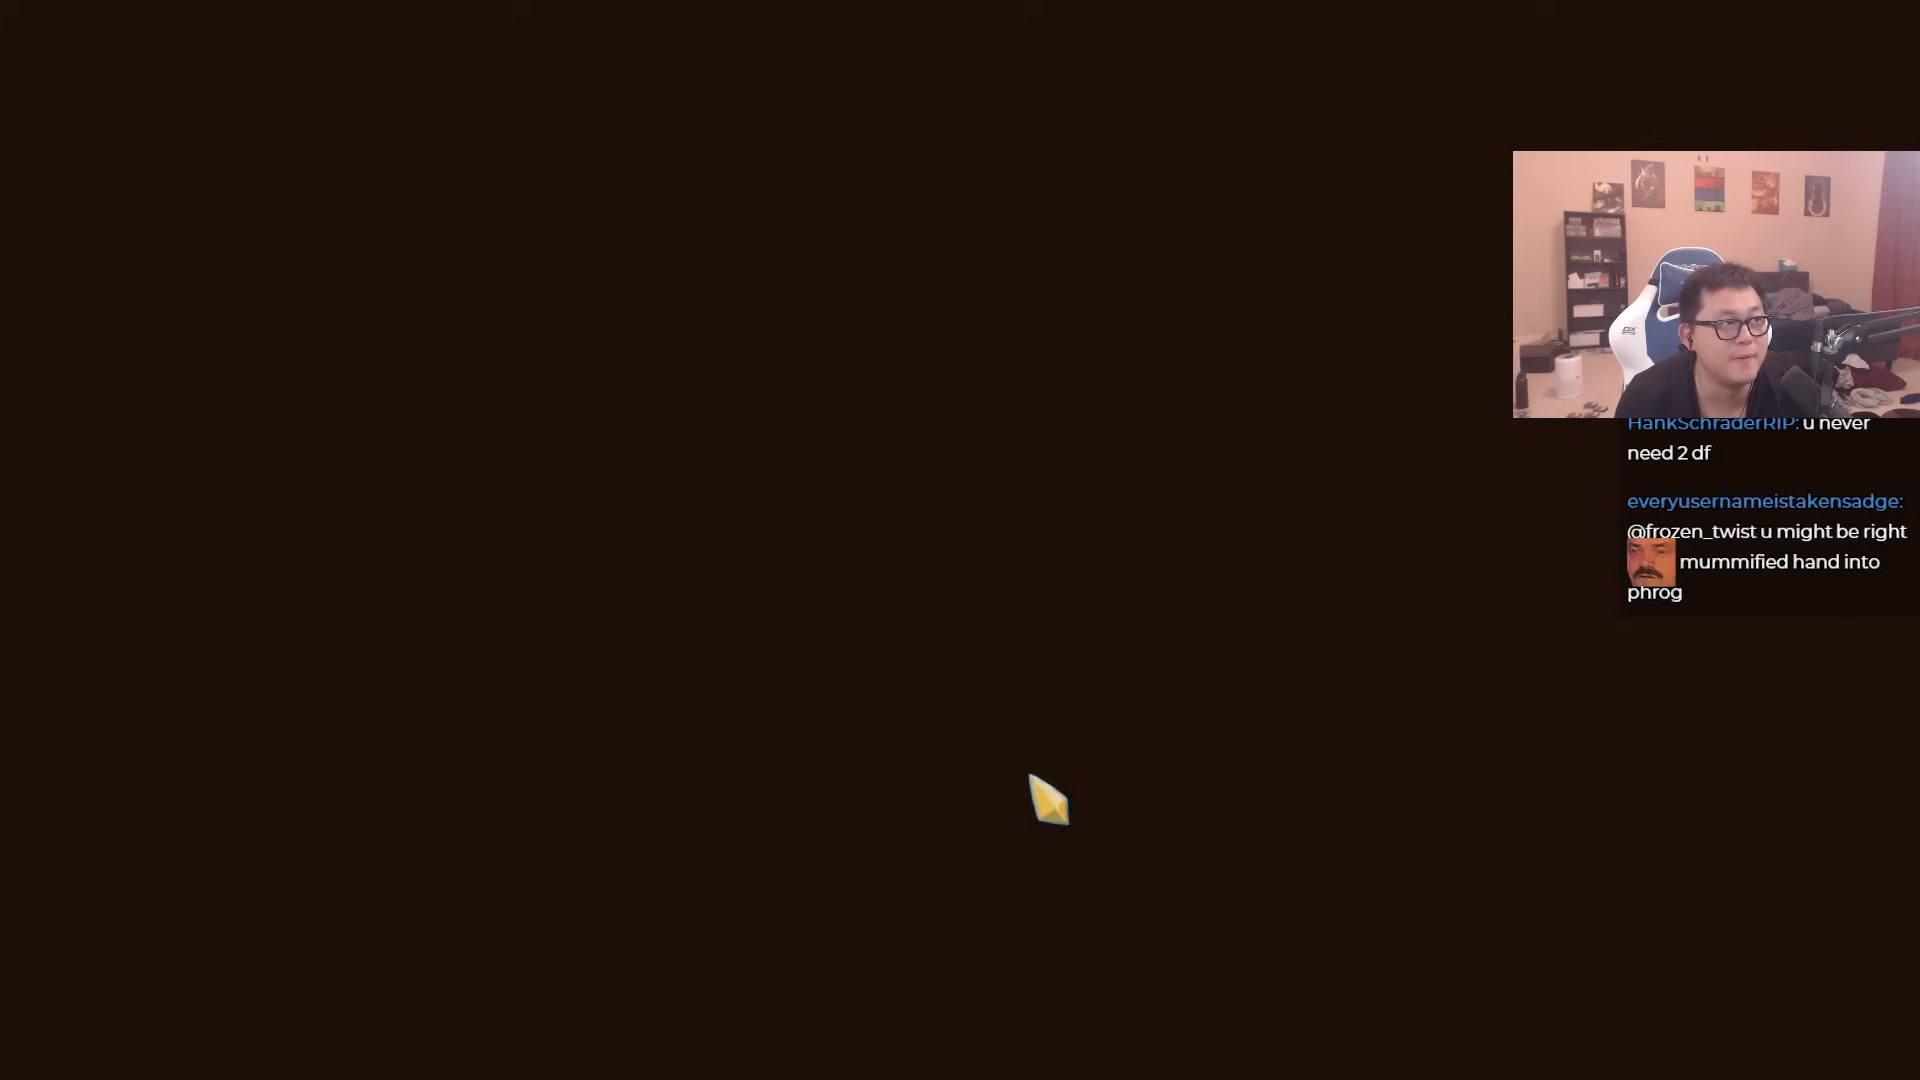 HankSchraderRIP: u never
need 2 df
everyusernameistakensadge:
@frozen_twist u might be right
mummified hand into
phrog